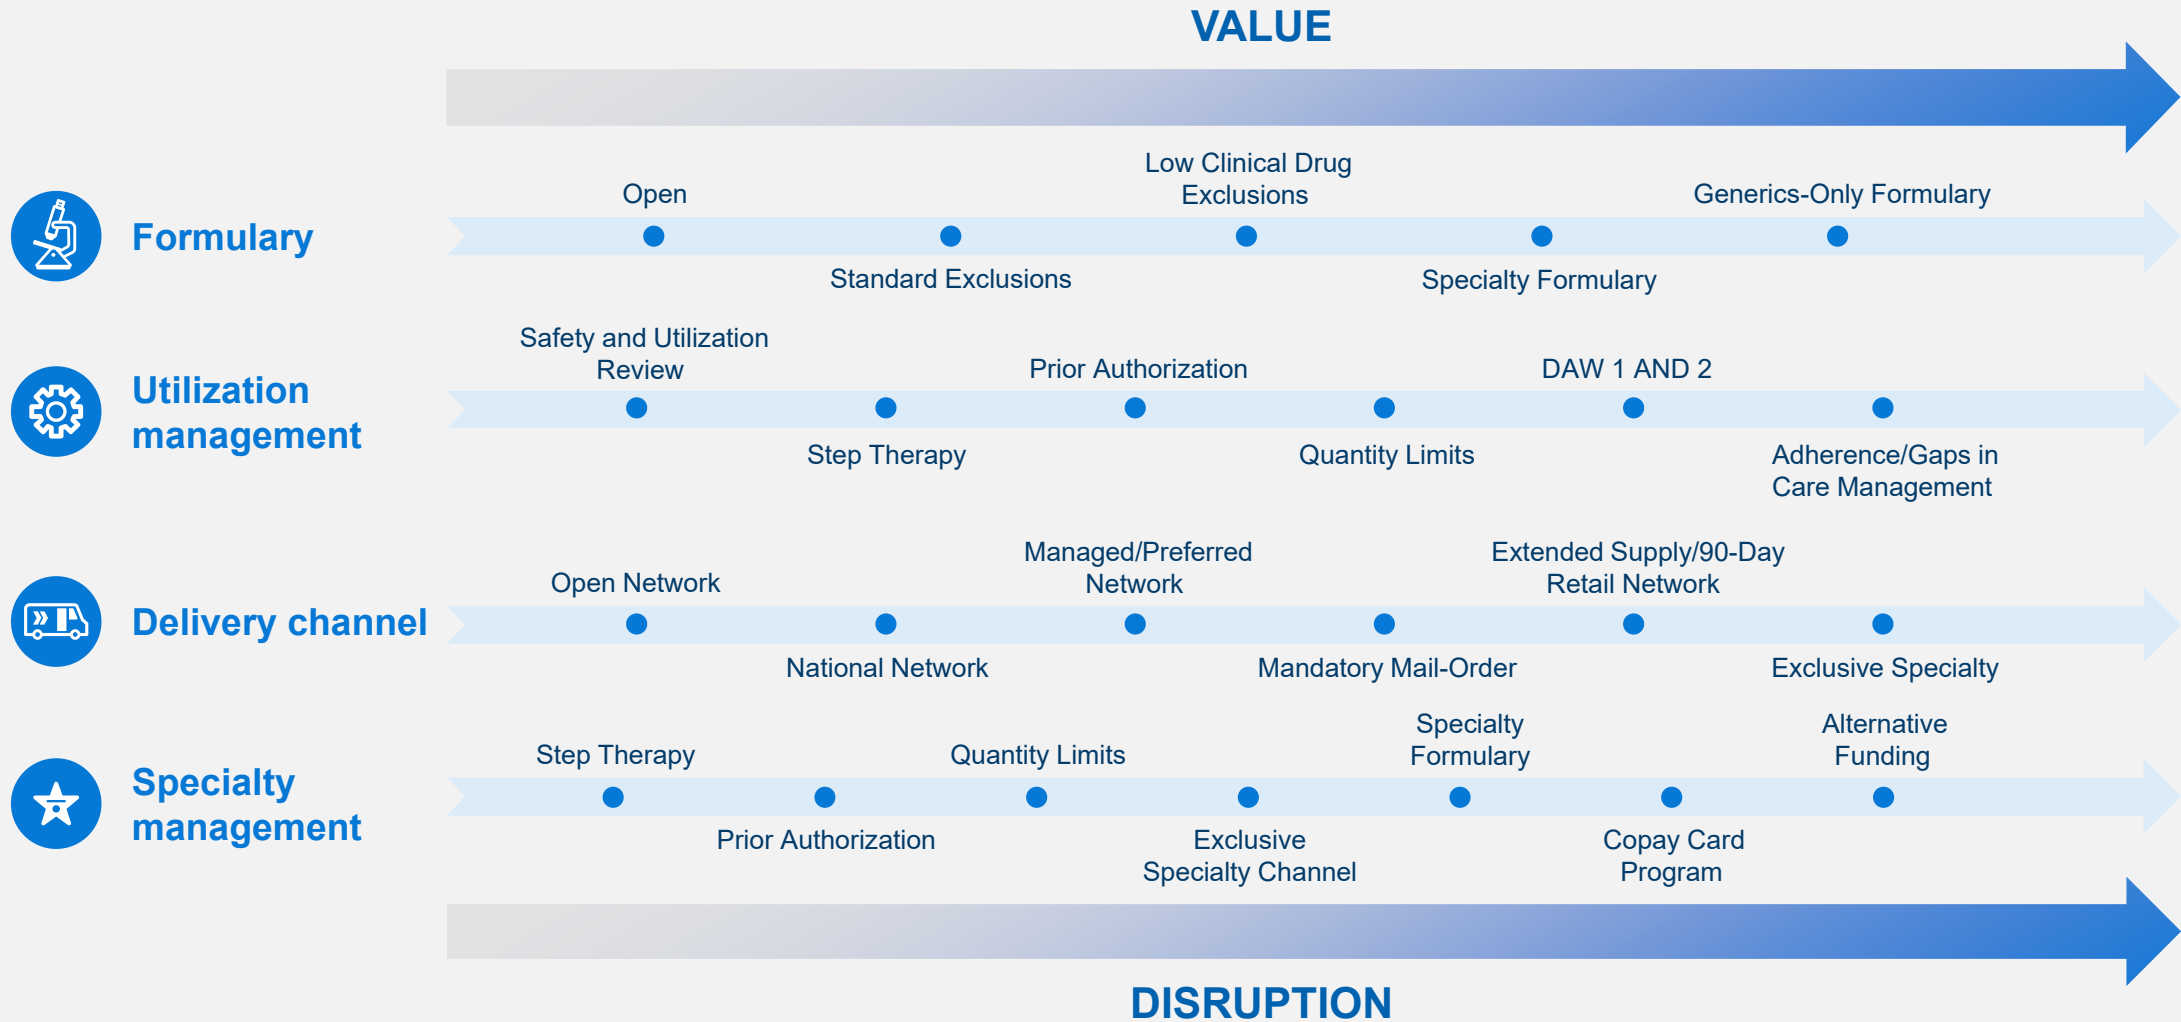 VALUE
Formulary
Open
Standard Exclusions
Low Clinical Drug
Exclusions
Specialty Formulary
Generics-Only Formulary
Utilization
management
Safety and Utilization
Review
Step Therapy
Prior Authorization
Quantity Limits
DAW 1 AND 2
Adherence/Gaps in
Care Management
Delivery channel
Open Network
National Network
Managed/Preferred
Network
Mandatory Mail-Order
Extended Supply/90-Day
Retail Network
Exclusive Specialty
Specialty
management
Step Therapy
Prior Authorization
Quantity Limits
Exclusive
Specialty Channel
Specialty
Formulary
Copay Card
Program
Alternative
Funding
DISRUPTION